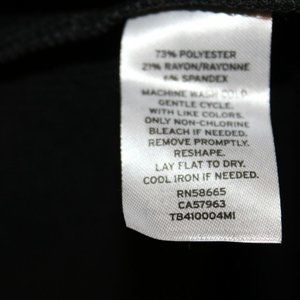 73% POLYESTER
21% RAYON/RAYONNE
6% SPANDEX
MACHINE WASH COLD
GENTLE CYCLE.
WITH LIKE COLORS.
ONLY NON-CHLORINE
BLEACH IF NEEDED.
REMOVE PROMPTLY.
RESHAPE.
LAY FLAT TO DRY.
COOL IRON IF NEEDED.
RN58665
CA57963
TB410004M1